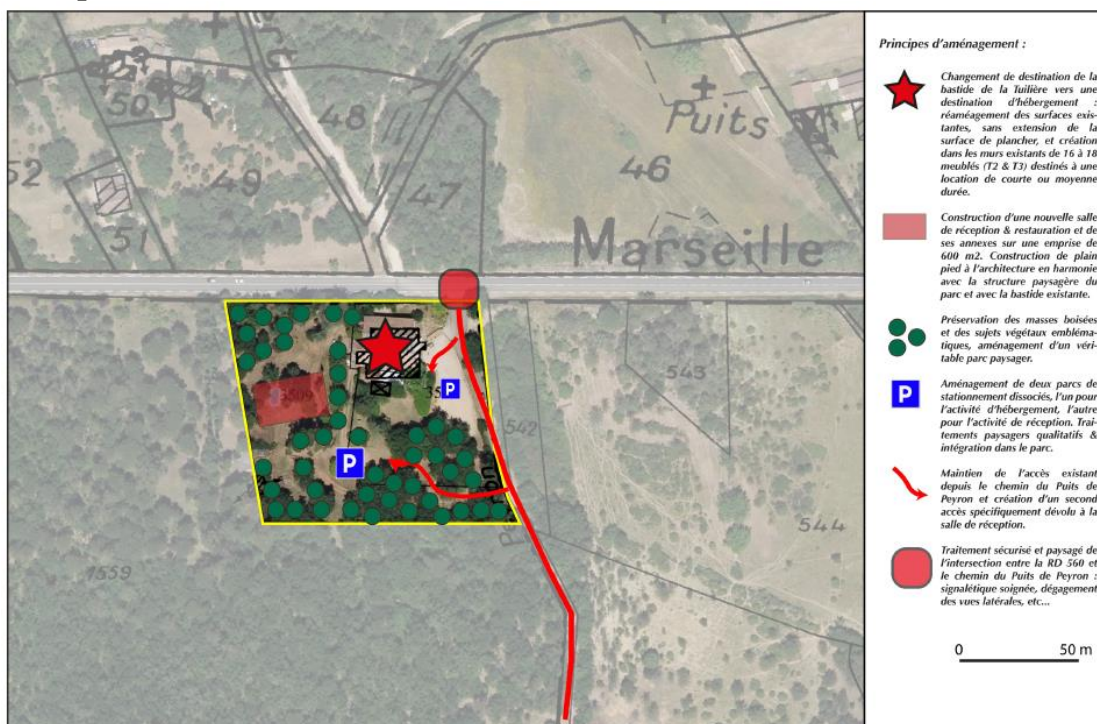 50
48
52
49
47
Puits
46
51
Marseille
543
3509
35
P
542
P
544
1559
Principes d'aménagement :
Changement de destination de la
bastide de la Tuilière vers une
destination d'hébergement :
réaméagement des surfaces exis-
tantes, sans extension de la
surface de plancher, et création
dans les murs existants de 16 à 18
meublés (T2 & T3) destinés à une
location de courte ou moyenne
durée.
Construction d'une nouvelle salle
de réception & restauration et de
ses annexes sur une emprise de
600 m2. Construction de plain
pied à l'architecture en harmonie
avec la structure paysagère du
parc et avec la bastide existante.
Préservation des masses boisées
et des sujets végétaux embléma-
tiques, aménagement d'un véri-
table parc paysager.
P
Aménagement de deux parcs de
stationnement dissociés, l'un pour
l'activité d'hébergement, l'autre
pour l'activité de réception. Trai-
tements paysagers qualitatifs &
intégration dans le parc.
Maintien de l'accès existant
depuis le chemin du Puits de
Peyron et création d'un second
accès spécifiquement dévolu à la
salle de réception.
Traitement sécurisé et paysagé de
l'intersection entre la RD 560 et
le chemin du Puits de Peyron :
signalétique soignée, dégagement
des vues latérales, etc...
0 50 m